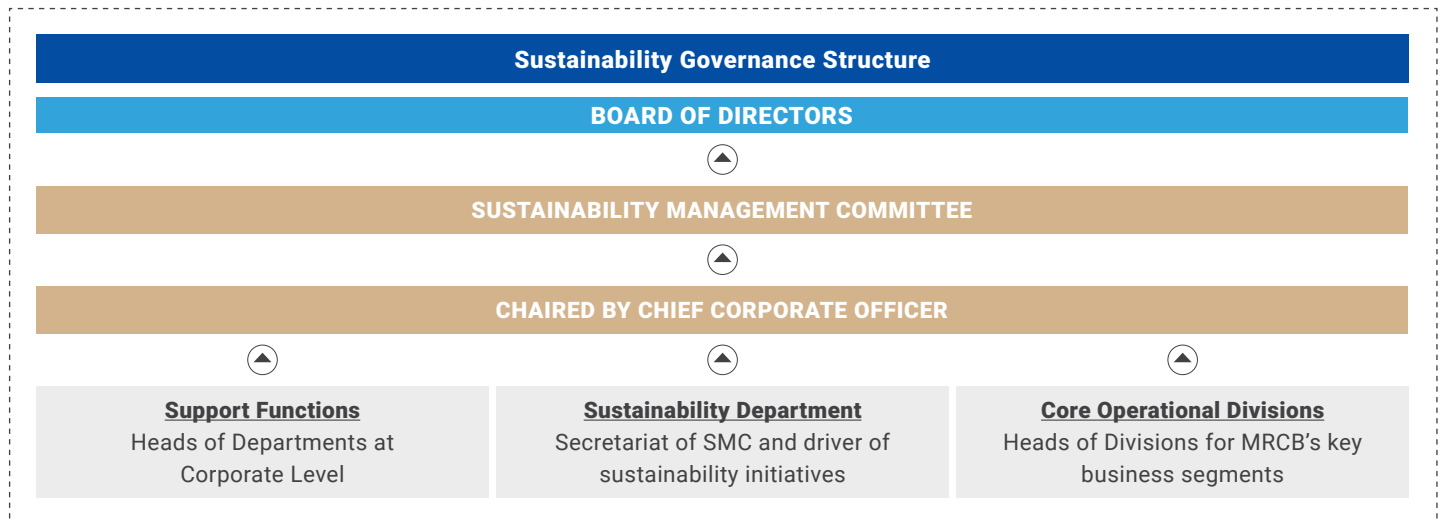 Sustainability Governance Structure
BOARD OF DIRECTORS
SUSTAINABILITY MANAGEMENT COMMITTEE
CHAIRED BY CHIEF CORPORATE OFFICER
Support Functions
Heads of Departments at
Corporate Level
Sustainability Department
Secretariat of SMC and driver of
sustainability initiatives
Core Operational Divisions
Heads of Divisions for MRCB’s key
business segments